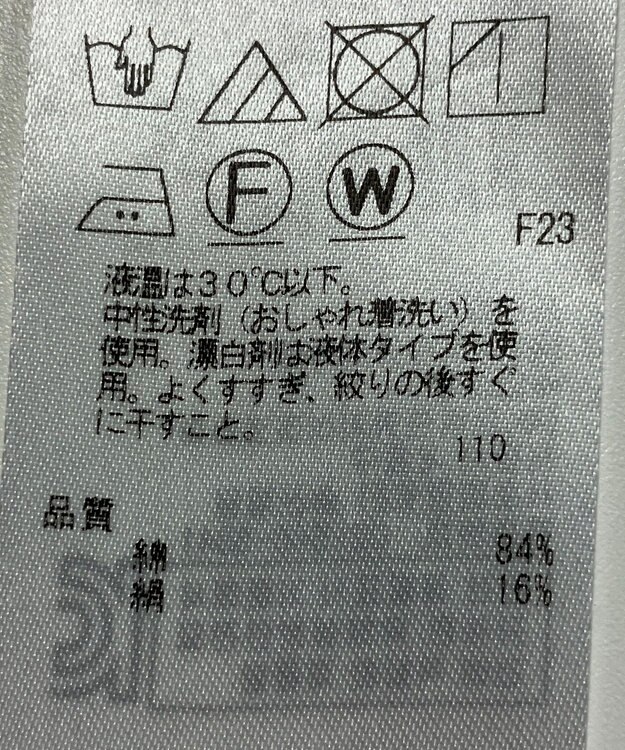 F
W
F23
液温は30℃以下。
中性洗剤(おしゃれ着洗い)を
使用。漂白剤は液体タイプを使
用。よくすすぎ、絞りの後すぐ
に干すこと。
110
品質
綿 84%
絹 16%